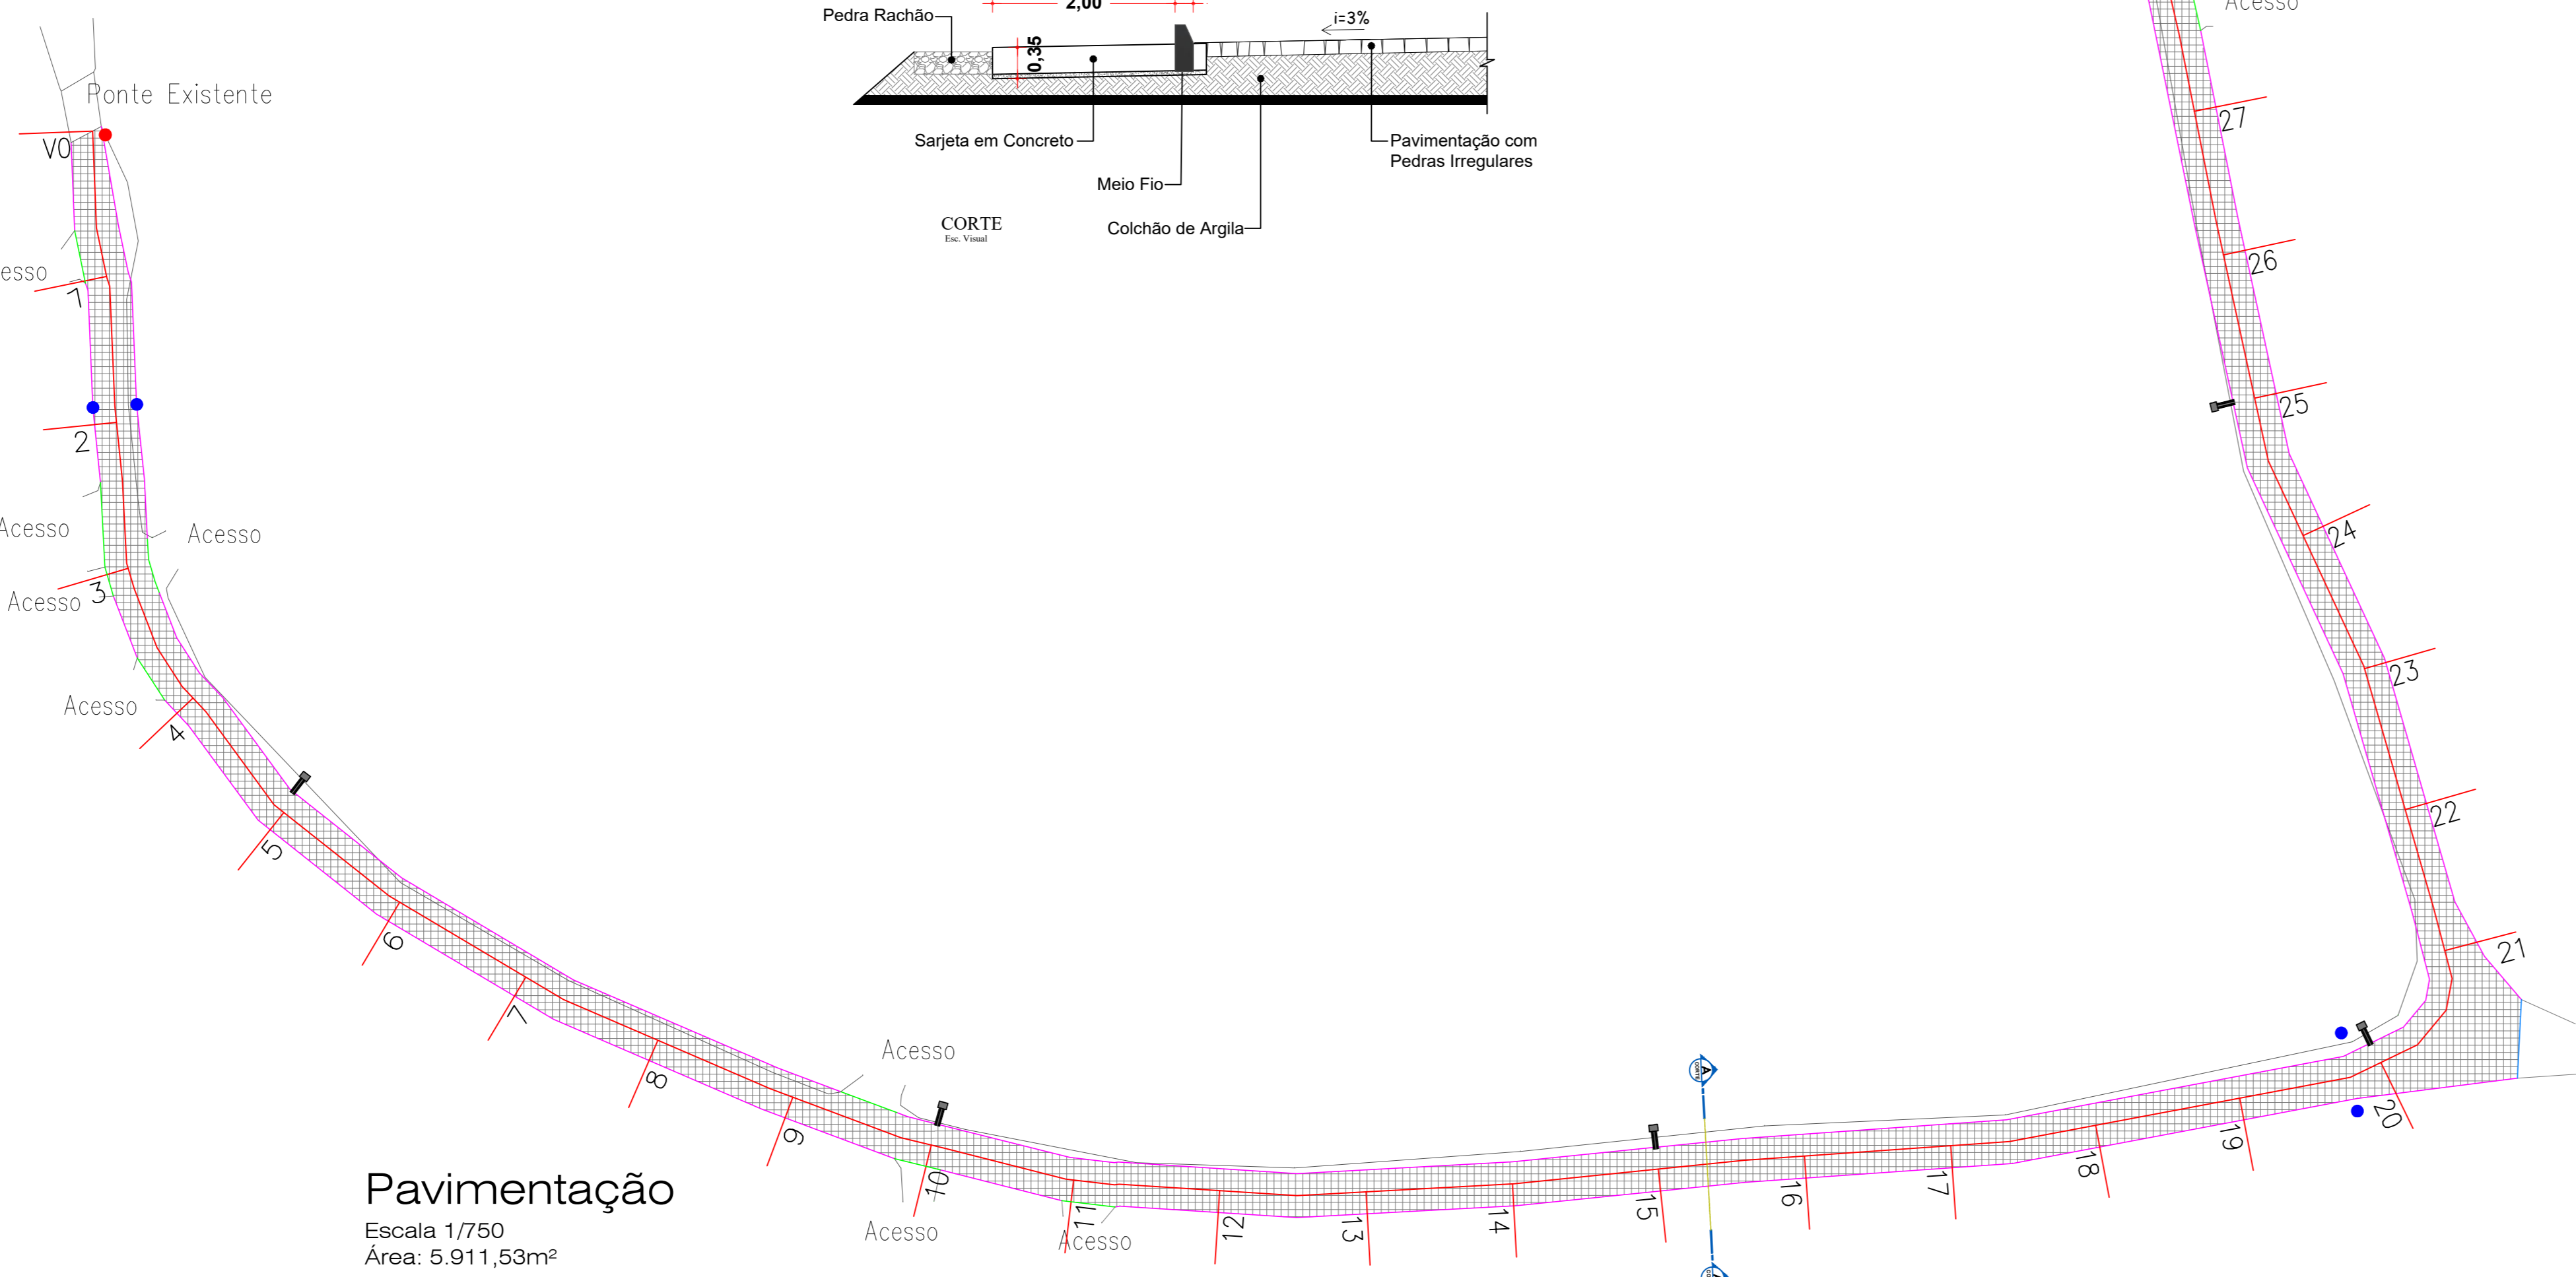 2,00
Pedra Rachão
i=3%
0,35
Acesso
Ponte Existente
V0
Sarjeta em Concreto
Pavimentação com
Pedras Irregulares
Meio Fio
CORTE
Esc. Visual
Colchão de Argila
27
26
esso
1
25
2
Acesso
Acesso
24
3
Acesso
23
Acesso
4
22
5
6
21
7
Acesso
8
9
A
CORTE
20
19
18
17
16
15
14
13
12
11
10
Acesso
Acesso
Pavimentação
Escala 1/750
Área: 5.911,53m²